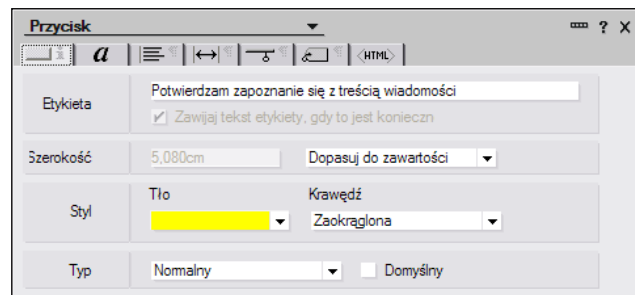 Przycisk
? X
i a <HTML>
Etykieta
Potwierdzam zapoznanie się z treścią wiadomości
Zawijaj tekst etykiety, gdy to jest konieczn
Szerokość 5,080cm Dopasuj do zawartości
Tło Krawędź
Styl
Zaokrąglona
Typ Normalny Domyślny